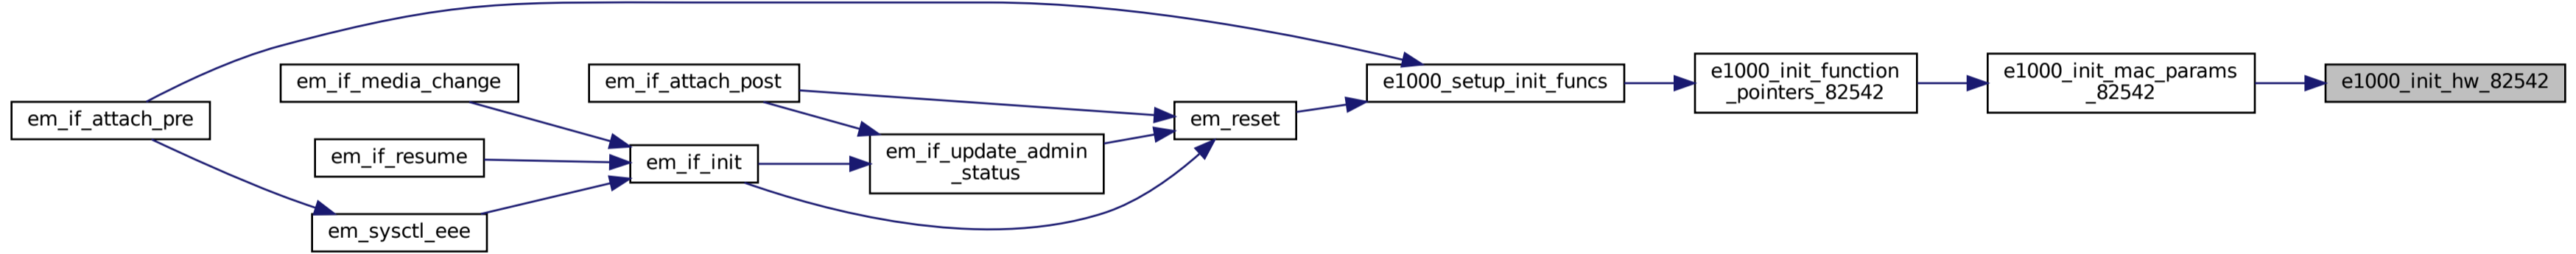 em_if_attach_pre
em_if_media_change
em_if_resume
em_sysctl_eee
em_if_attach_post
em_if_init
em_if_update_admin
_status
em_reset
e1000_setup_init_funcs
e1000_init_function
_pointers_82542
e1000_init_mac_params
_82542
e1000_init_hw_82542